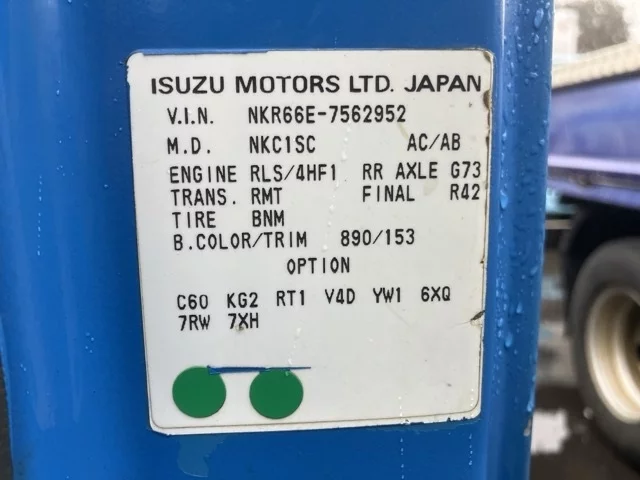 ISUZU MOTORS LTD. JAPAN
V.I.N. NKR66E-7562952
M.D. NKC1SC AC/AB
ENGINE RLS/4HF1 RR AXLE G73
TRANS. RMT FINAL R42
TIRE BNM
B.COLOR/TRIM 890/153
OPTION
C60 KG2 RT1 V4D YW1 6XQ
7RW 7XH